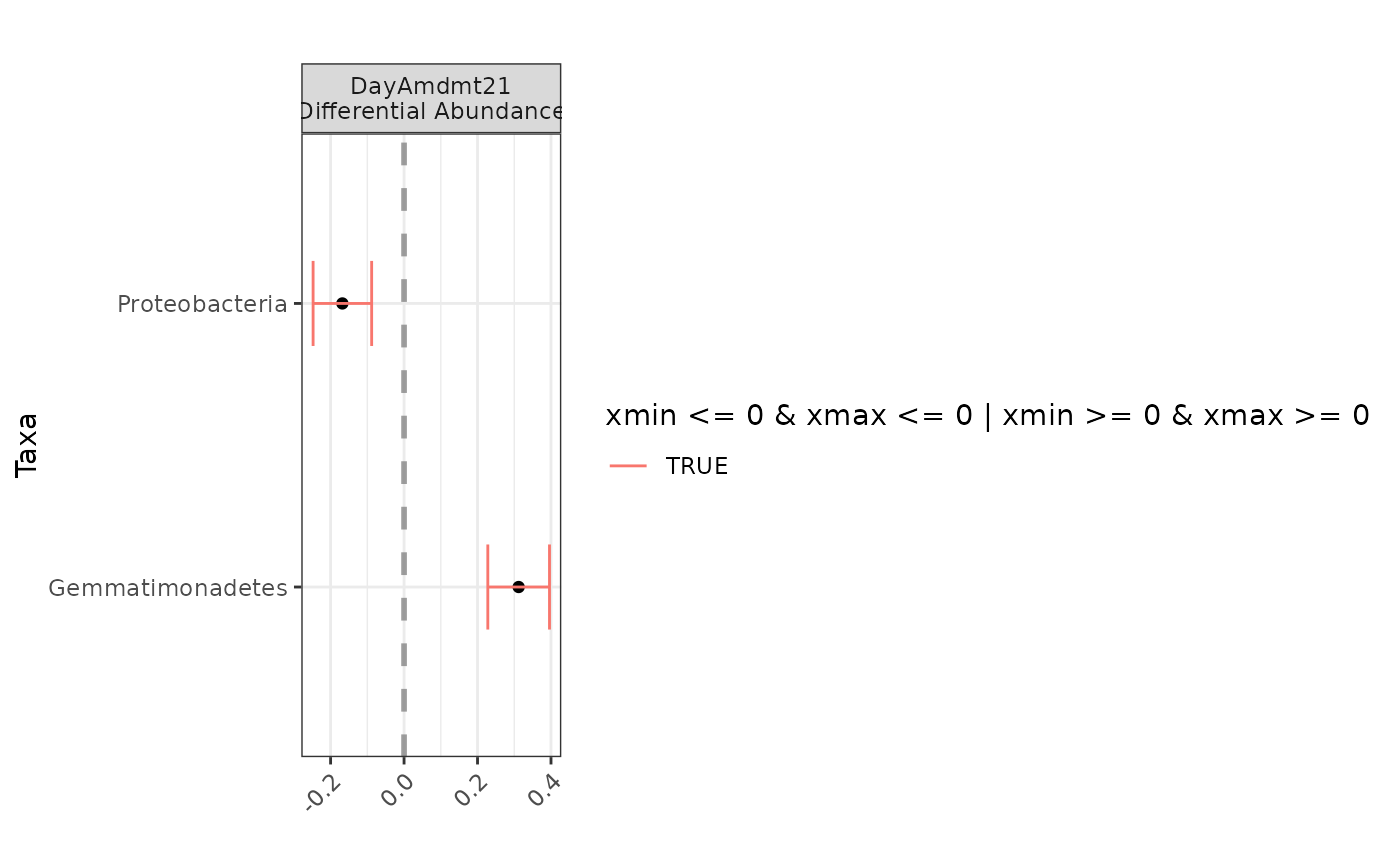 DayAmdmt21
Differential Abundance
Proteobacteria
Gemmatimonadetes
Taxa
-0.2
0.0
0.2
0.4
xmin <= 0 & xmax <= 0 | xmin >= 0 & xmax >= 0
TRUE